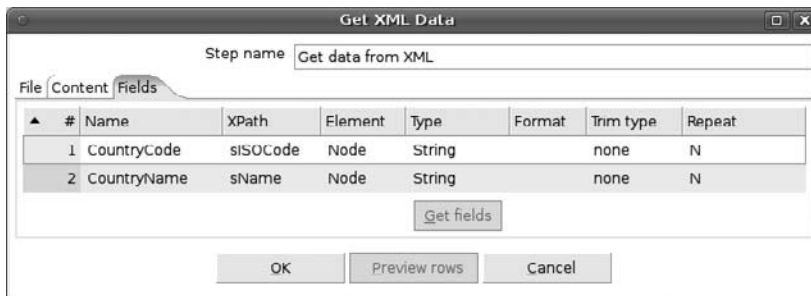 Get XML Data
Step name Get data from XML
File Content Fields
# Name XPath Element Type Format Trim type Repeat
1 CountryCode sISOCode Node String none N
2 CountryName sName Node String none N
Get fields
OK Preview rows Cancel